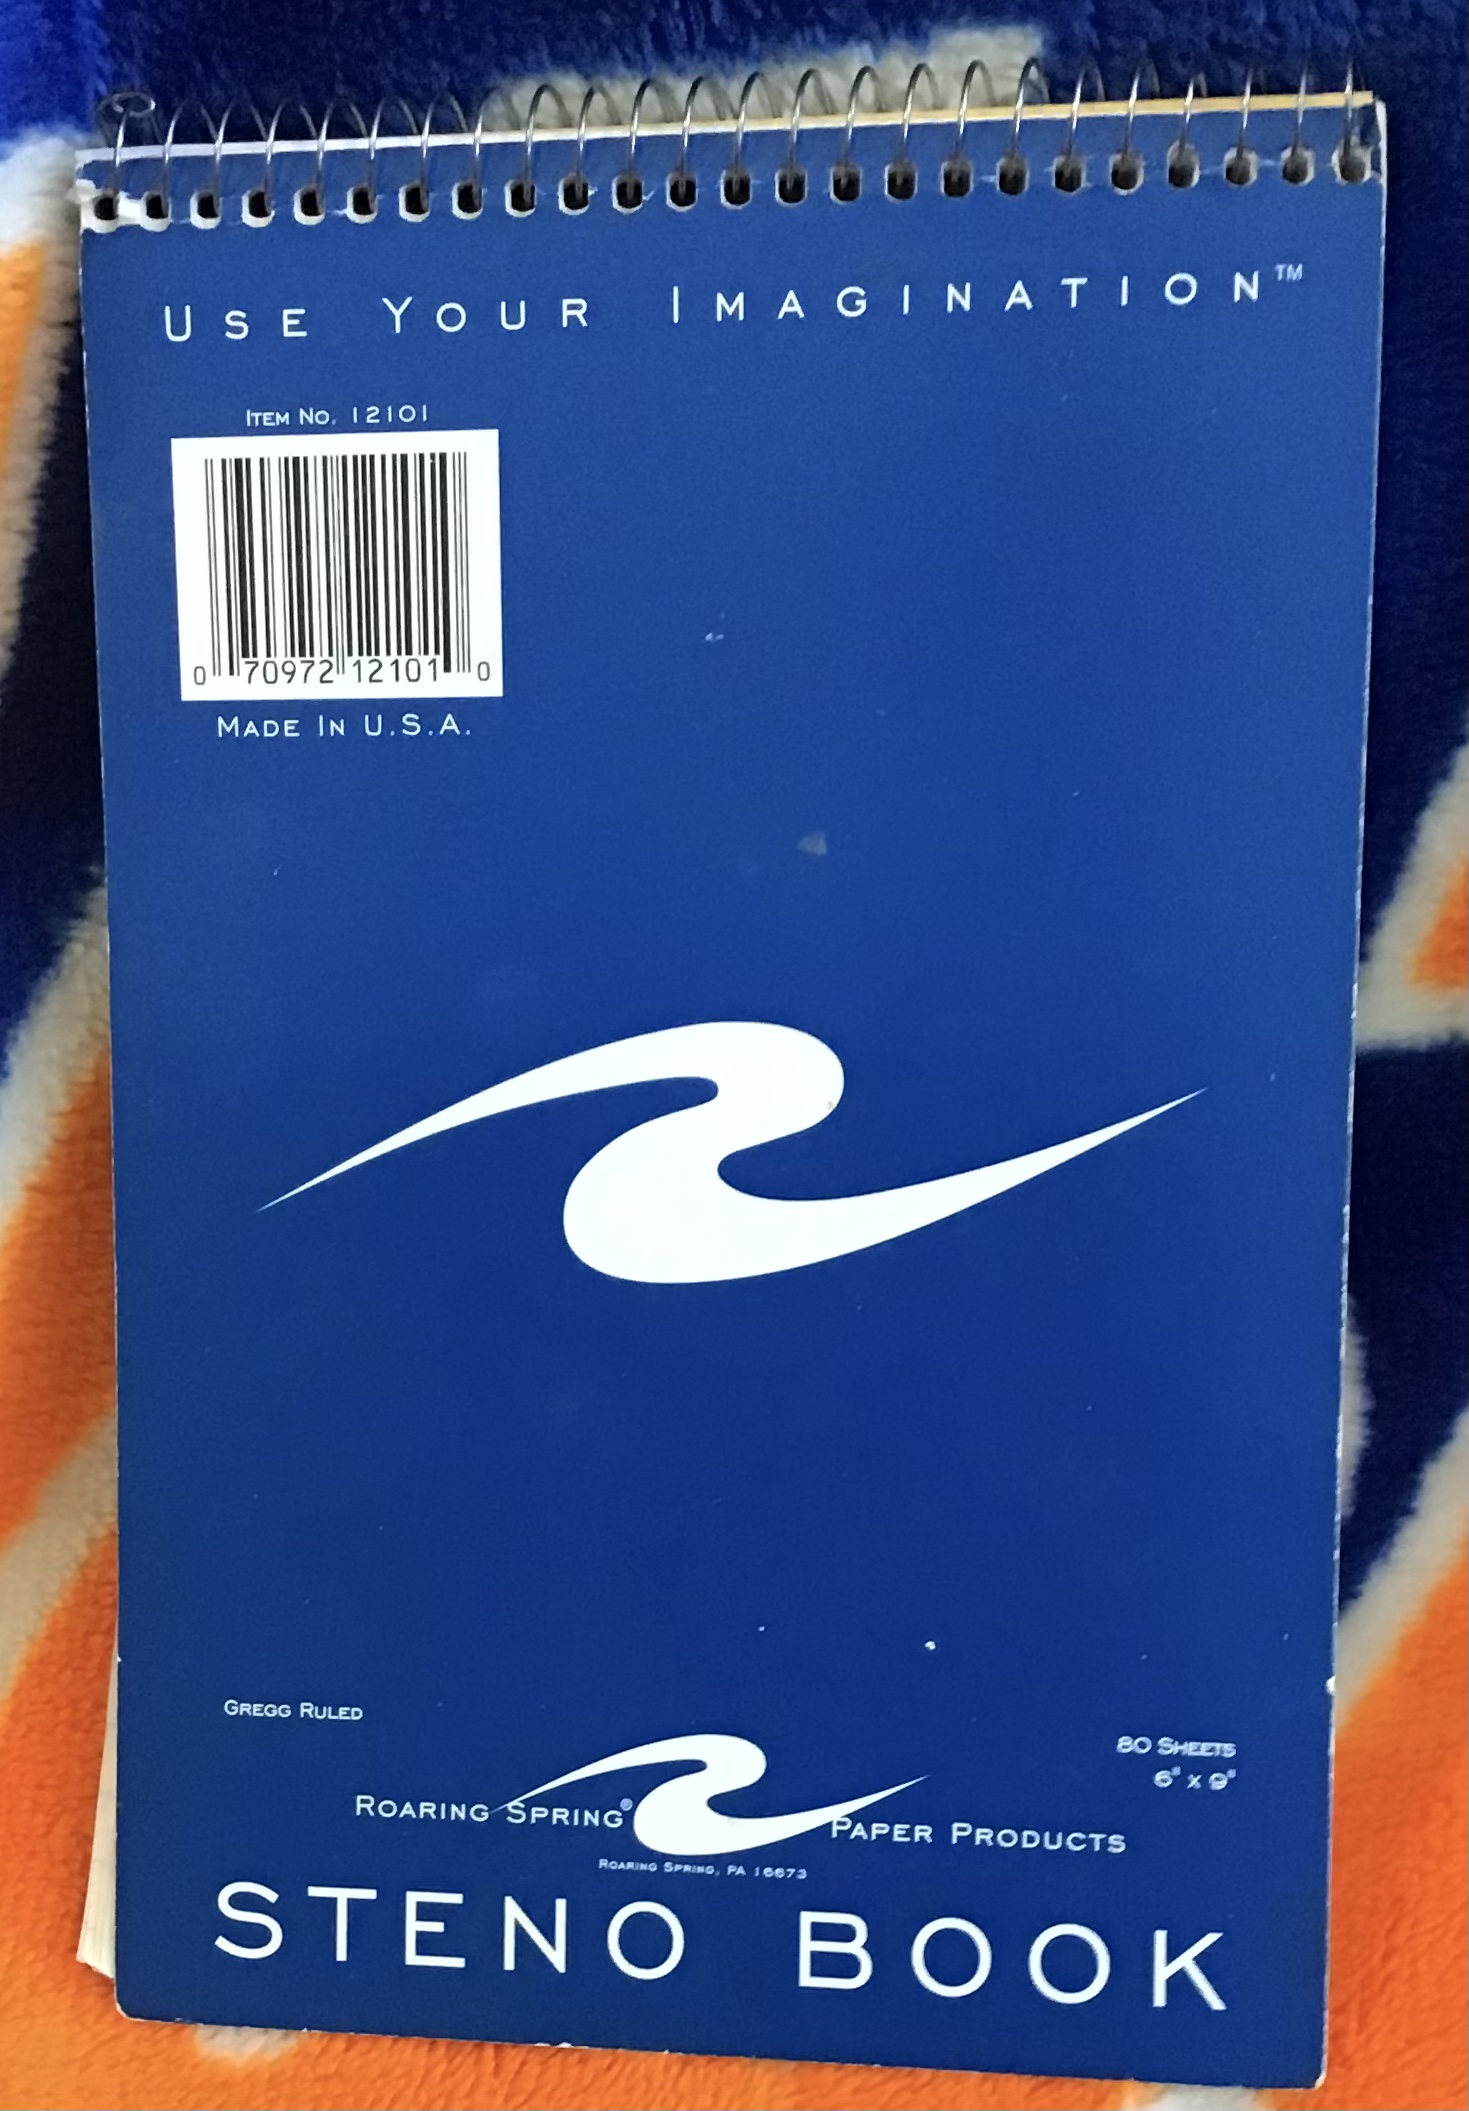 Use Your Imagination™
Item No. 12101
0 70972 12101 0
Made In U.S.A.
Gregg Ruled
80 Sheets
6" x 9"
Roaring Spring® Paper Products
Roaring Spring, PA 16673
STENO BOOK